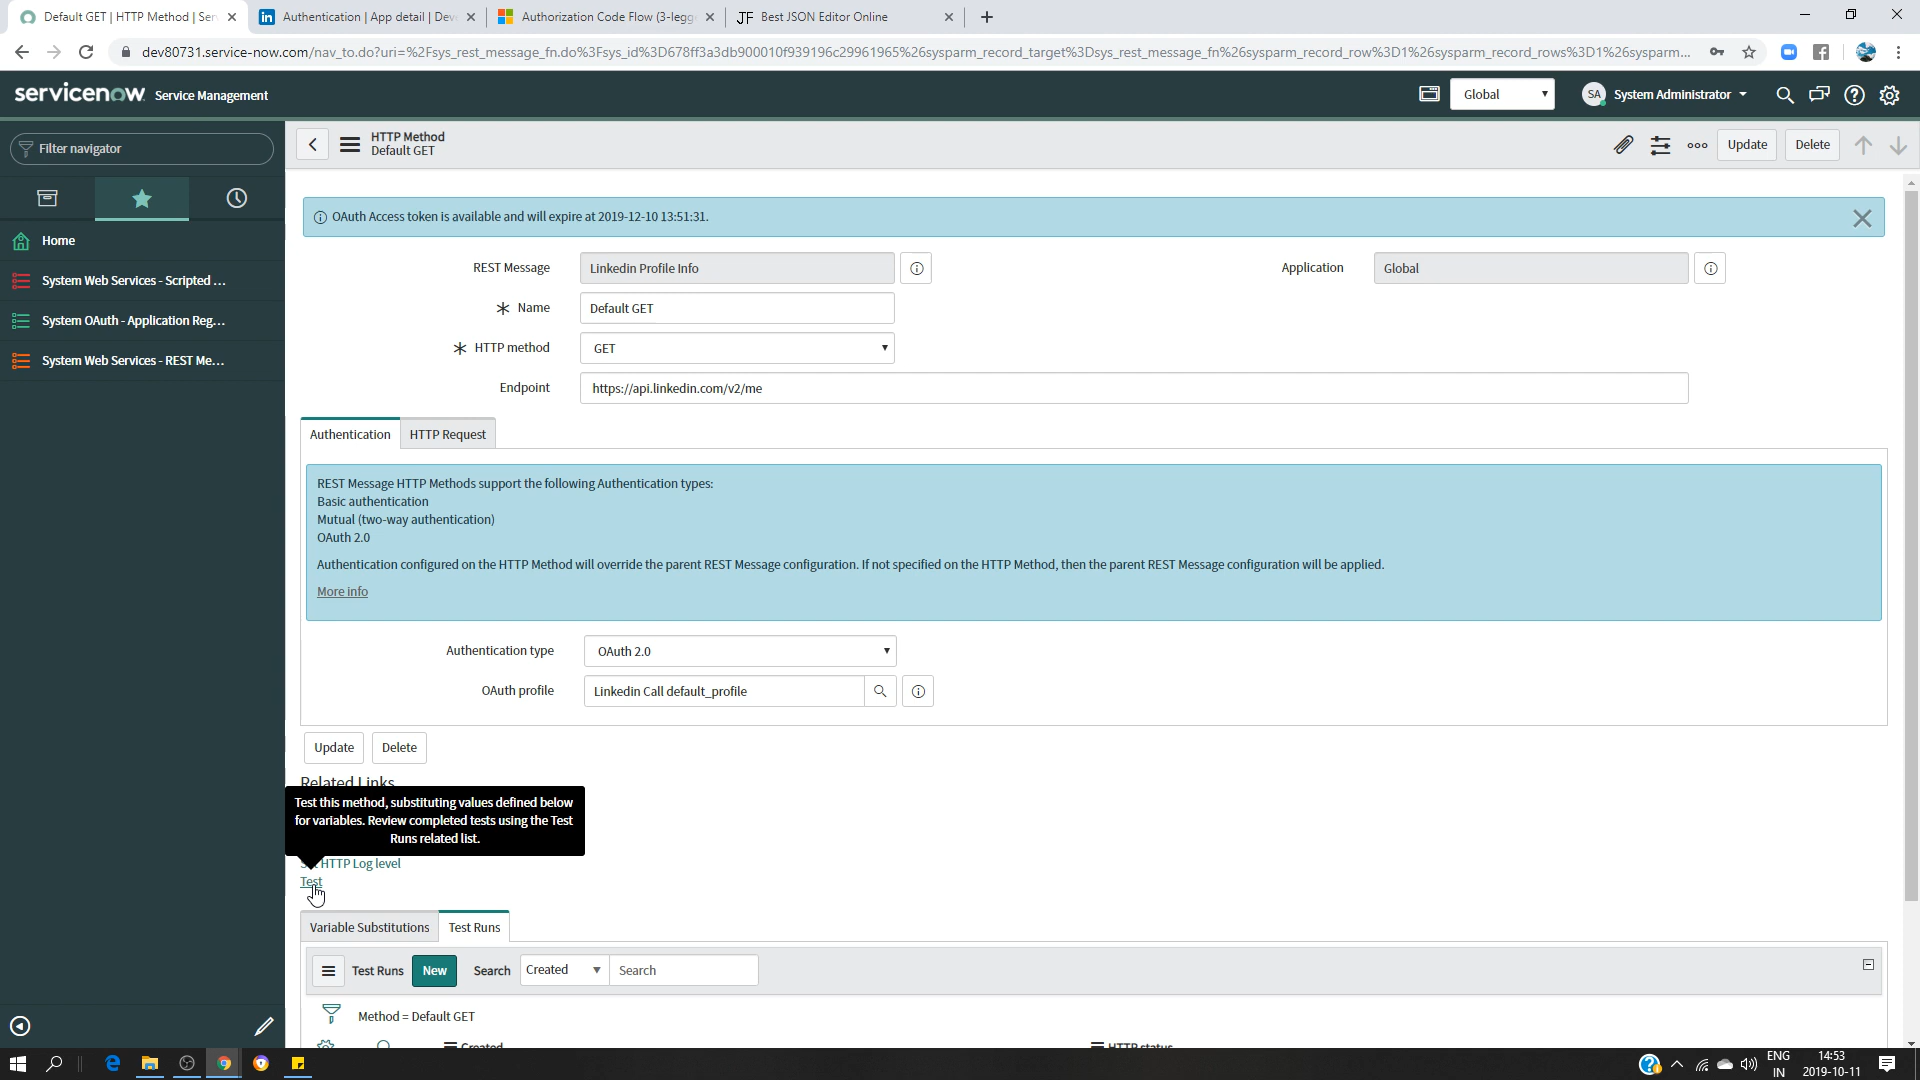 Default GET | HTTP Method | Ser
Authentication | App detail | Dev
Authorization Code Flow (3-legg
JF Best JSON Editor Online
dev80731.service-now.com/nav_to.do?uri=%2Fsys_rest_message_fn.do%3Fsys_id%3D678ff3a3db900010f939196c29961965%26sysparm_record_target%3Dsys_rest_message_fn%26sysparm_record_row%3D1%26sysparm_record_rows%3D1%26sysparm...
servicenow Service Management
Global
SA System Administrator
Filter navigator
HTTP Method
Default GET
Update
Delete
Home
System Web Services - Scripted ...
System OAuth - Application Reg...
System Web Services - REST Me...
OAuth Access token is available and will expire at 2019-12-10 13:51:31.
REST Message Linkedin Profile Info
Application Global
Name Default GET
HTTP method GET
Endpoint https://api.linkedin.com/v2/me
Authentication HTTP Request
REST Message HTTP Methods support the following Authentication types:
Basic authentication
Mutual (two-way authentication)
OAuth 2.0
Authentication configured on the HTTP Method will override the parent REST Message configuration. If not specified on the HTTP Method, then the parent REST Message configuration will be applied.
More info
Authentication type OAuth 2.0
OAuth profile Linkedin Call default_profile
Update Delete
Related Links
Test this method, substituting values defined below
for variables. Review completed tests using the Test
Runs related list.
HTTP Log level
Test
Variable Substitutions Test Runs
Test Runs New Search Created Search
Method = Default GET
Created HTTP status
ENG
IN
14:53
2019-10-11